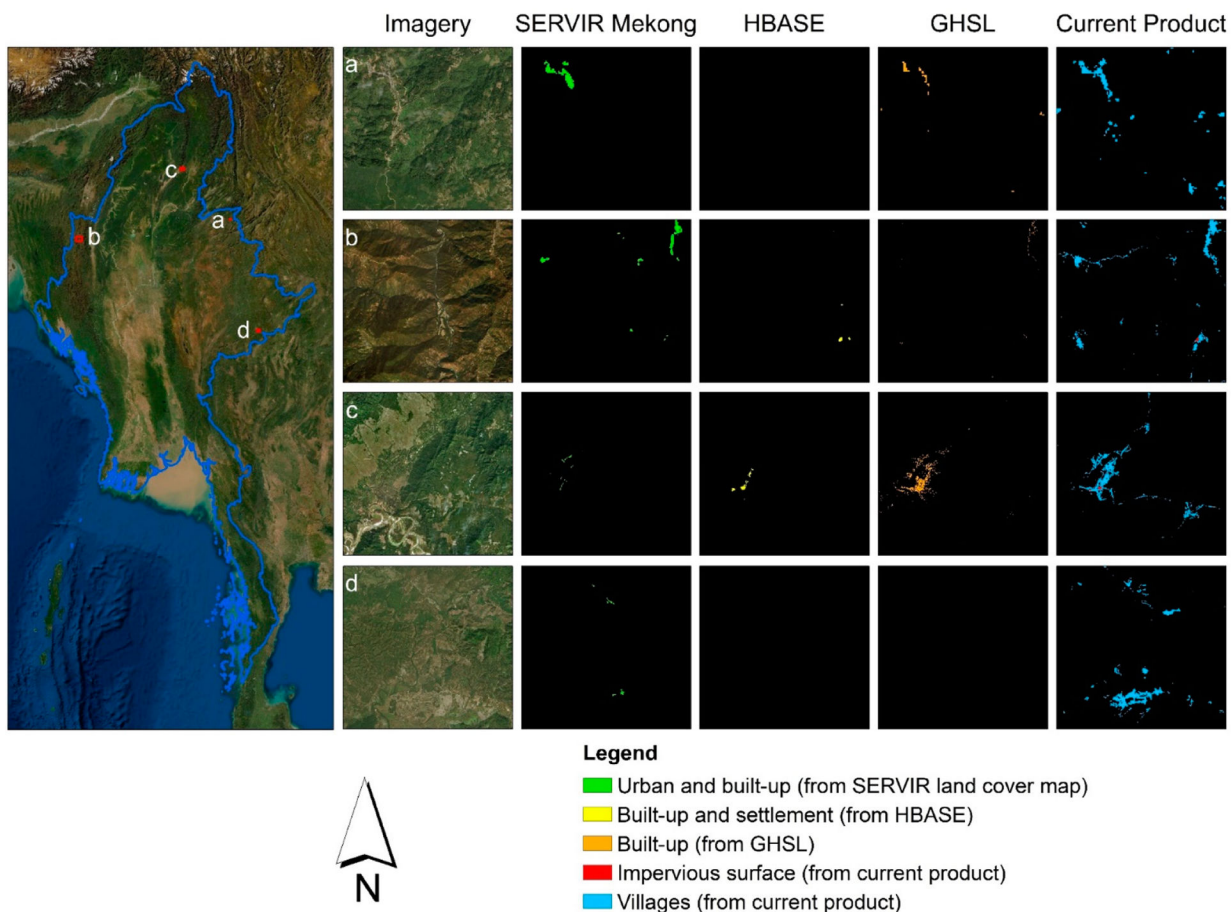 Imagery SERVIR Mekong HBASE GHSL Current Product
a
b
c
d
c
a
b
d
Legend
Urban and built-up (from SERVIR land cover map)
Built-up and settlement (from HBASE)
Built-up (from GHSL)
Impervious surface (from current product)
Villages (from current product)
N